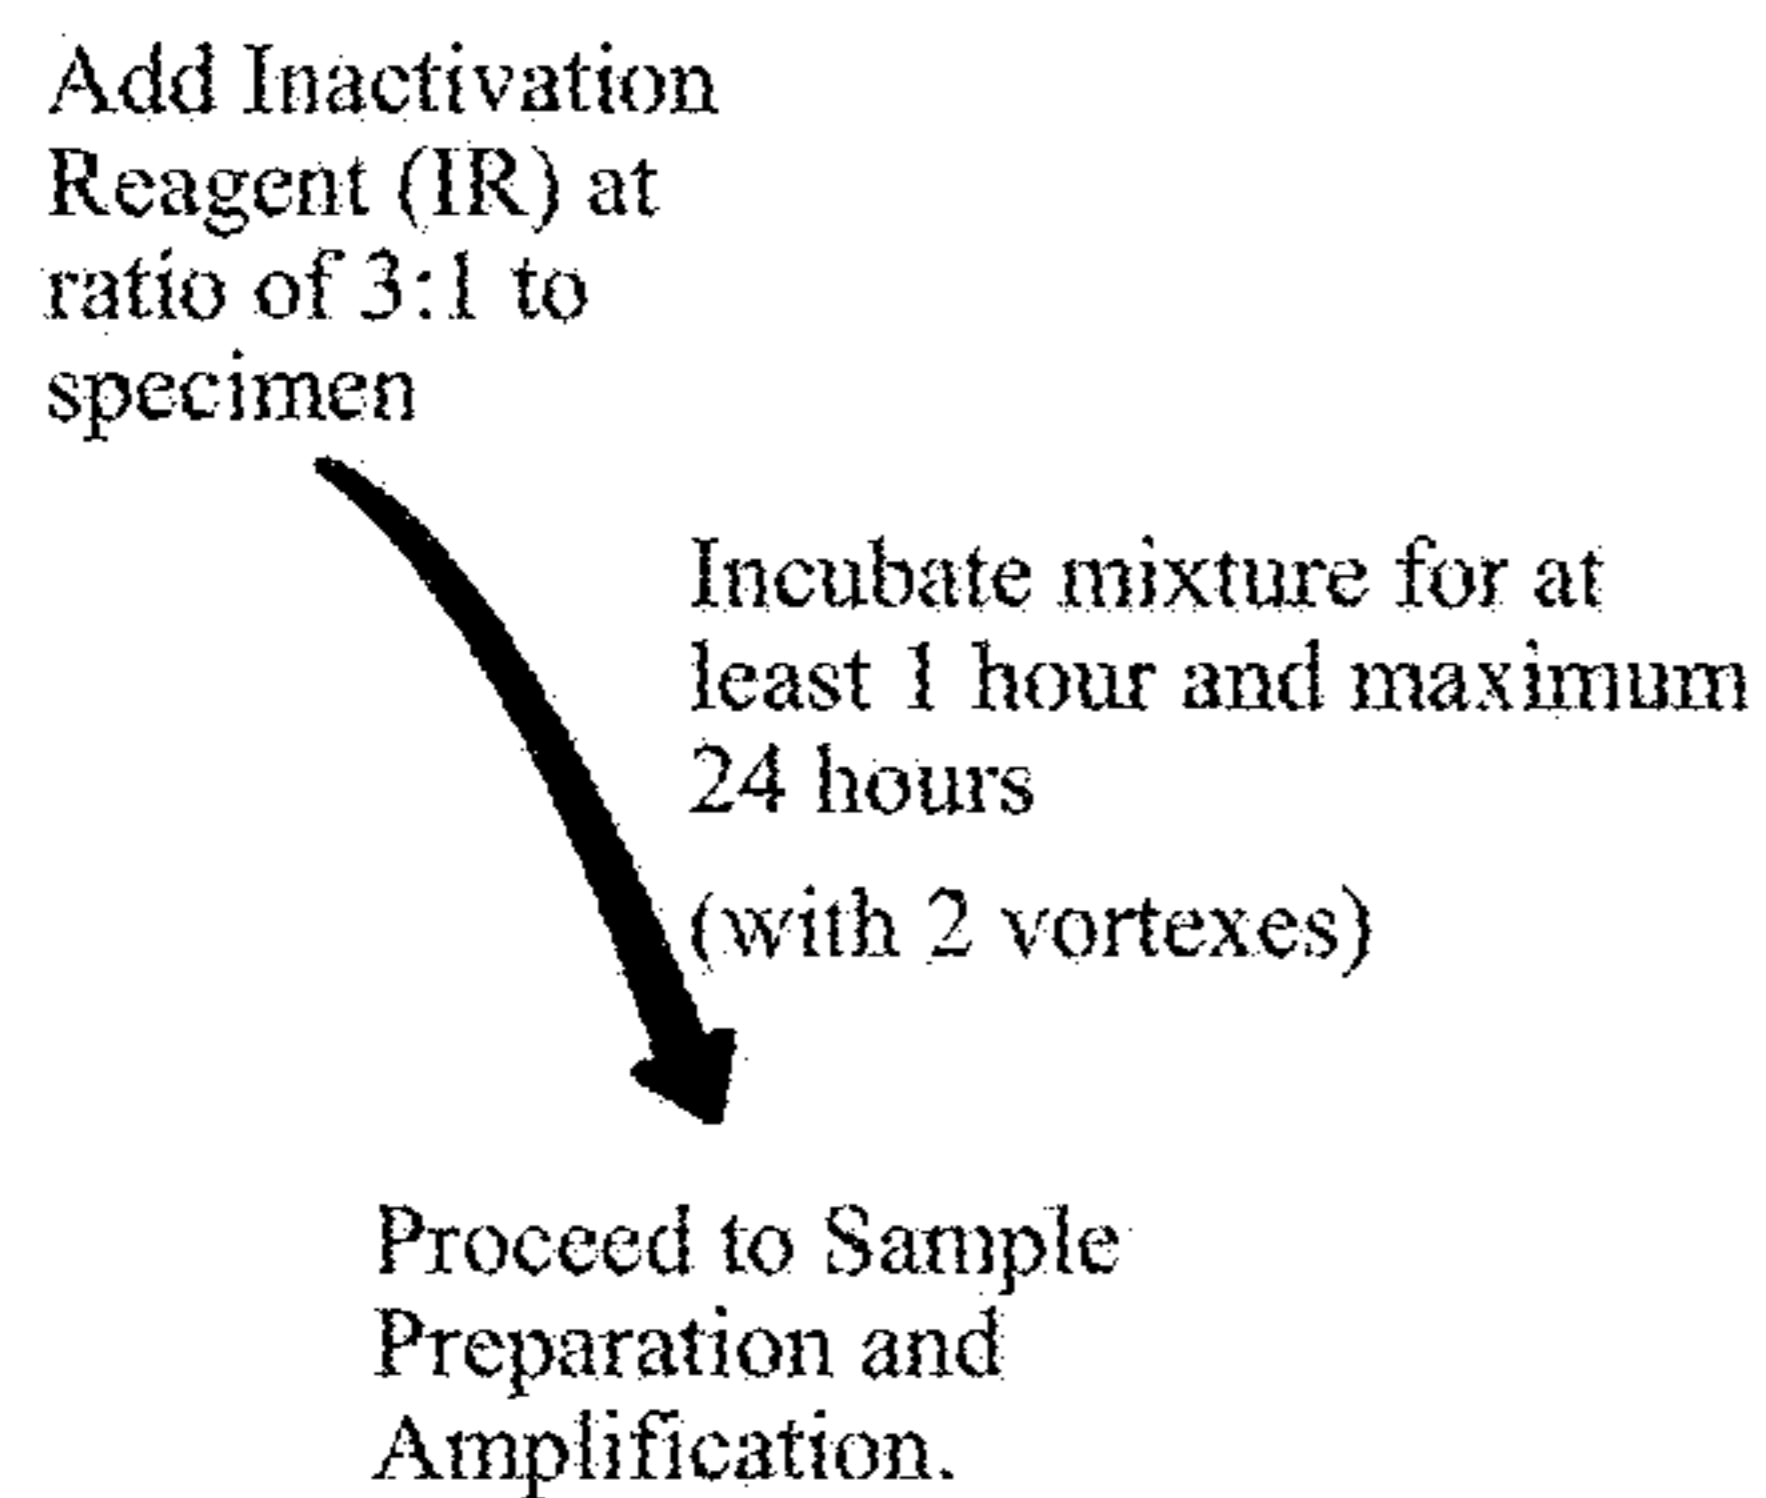 Add Inactivation
Reagent (IR) at
ratio of 3:1 to
specimen
Incubate mixture for at
least 1 hour and maximum
24 hours
(with 2 vortexes)
Proceed to Sample
Preparation and
Amplification.